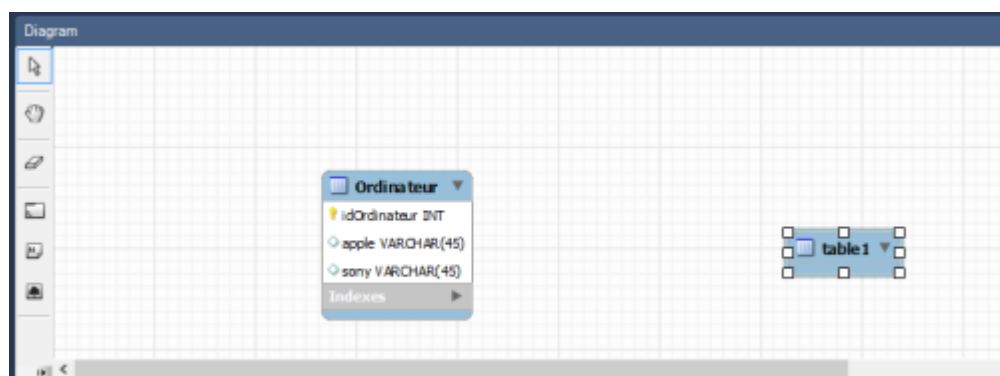 Diagram
Ordinateur
idOrdinateur INT
apple VARCHAR(45)
sony VARCHAR(45)
Indexes
table1